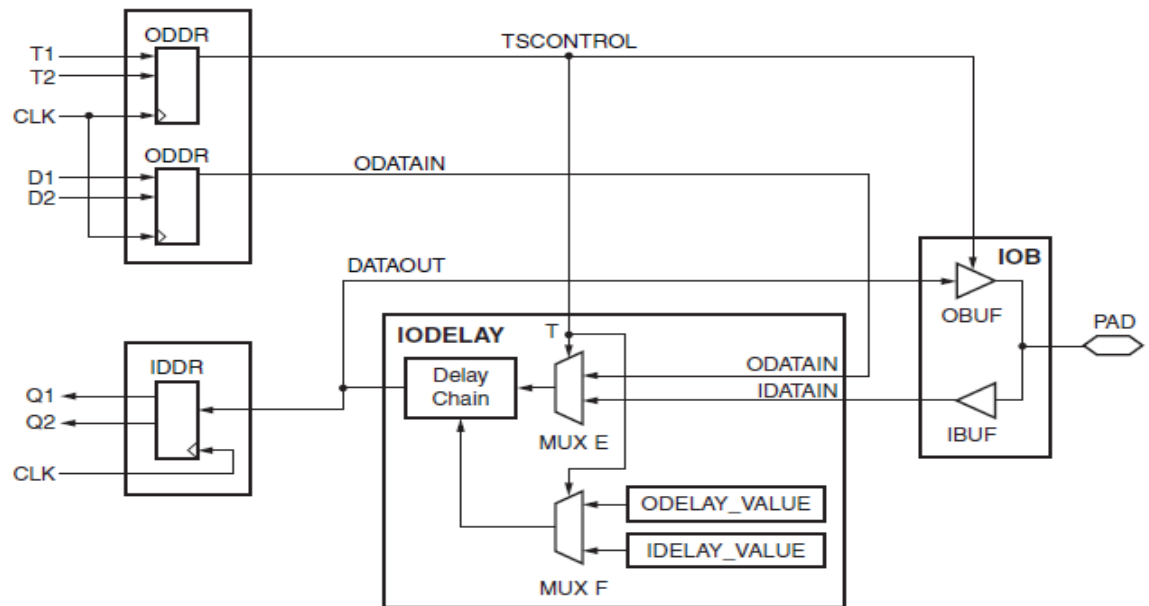 ODDR
T1
T2
CLK
TSCONTROL
ODDR
D1
D2
ODATAIN
DATAOUT
IOB
OBUF
PAD
IBUF
IODELAY
T
Delay
Chain
ODATAIN
IDATAIN
MUX E
ODELAY_VALUE
IDELAY_VALUE
MUX F
IDDR
Q1
Q2
CLK